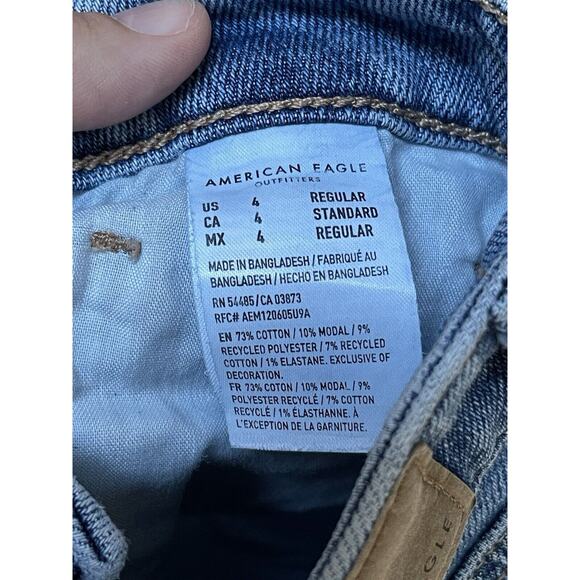 AMERICAN EAGLE
OUTFITTERS
US 4 REGULAR
CA 4 STANDARD
MX 4 REGULAR
MADE IN BANGLADESH / FABRIQUÉ AU
BANGLADESH / HECHO EN BANGLADESH
RN 54485/CA 03873
RFC# AEM120605U9A
EN 73% COTTON / 10% MODAL / 9%
RECYCLED POLYESTER / 7% RECYCLED
COTTON / 1% ELASTANE. EXCLUSIVE OF
DECORATION.
FR 73% COTON / 10% MODAL / 9%
POLYESTER RECYCLÉ / 7% COTTON
RECYCLÉ / 1% ÉLASTHANNE. À
L'EXCEPTION DE LA GARNITURE.
GLE